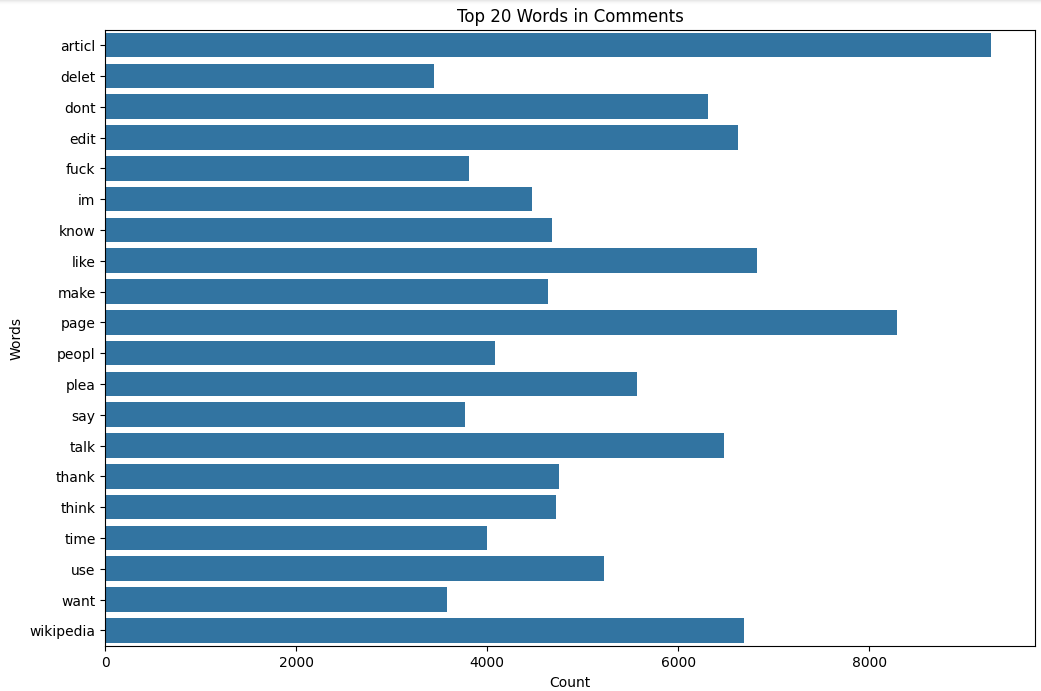 Top 20 Words in Comments
articl
delet
dont
edit
fuck
im
know
like
make
page
peopl
plea
say
talk
thank
think
time
use
want
wikipedia
Words
0 2000 4000 6000 8000
Count